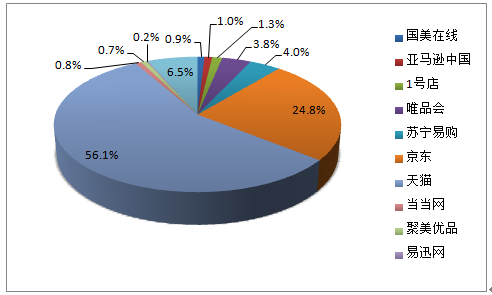 0.2%
0.7%
0.9%
1.0%
1.3%
0.8%
6.5%
3.8%
4.0%
24.8%
56.1%
国美在线
亚马逊中国
1号店
唯品会
苏宁易购
京东
天猫
当当网
聚美优品
易迅网